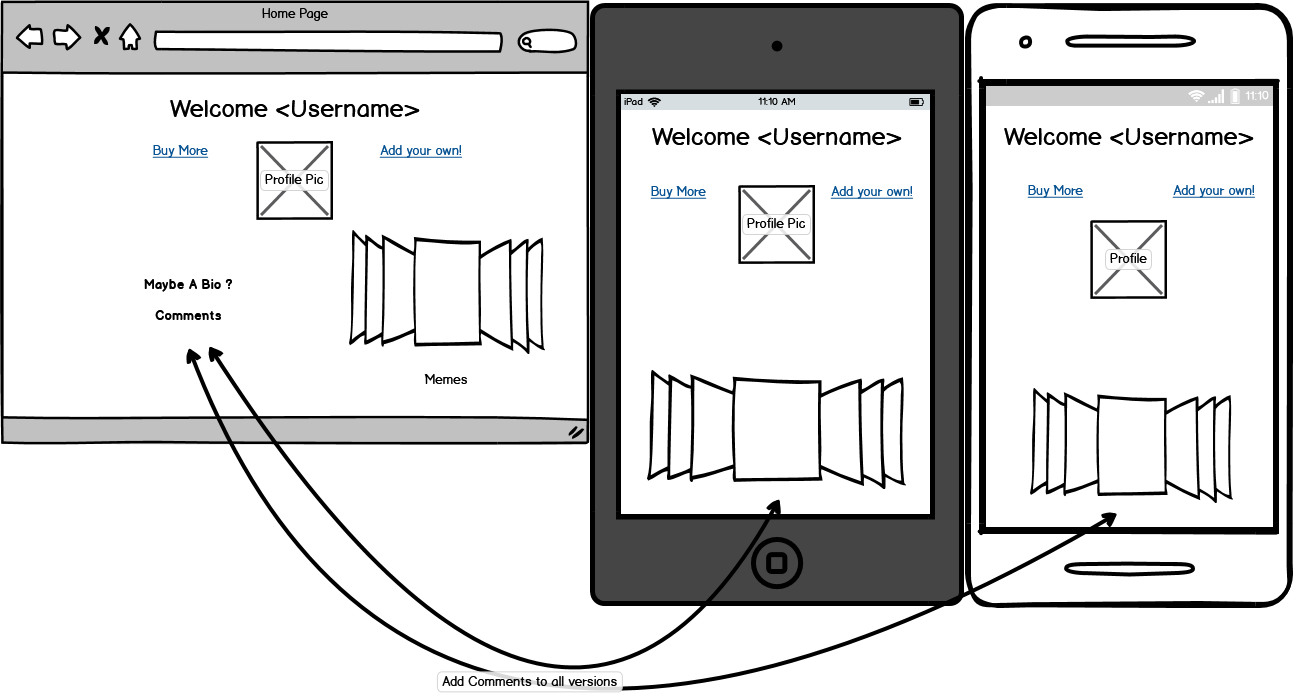 Home Page
Welcome <Username>
Buy More
Profile Pic
Add your own!
Maybe A Bio ?
Comments
Memes
iPad
11:10 AM
Welcome <Username>
Buy More
Profile Pic
Add your own!
11:10
Welcome <Username>
Buy More
Add your own!
Profile
Add Comments to all versions